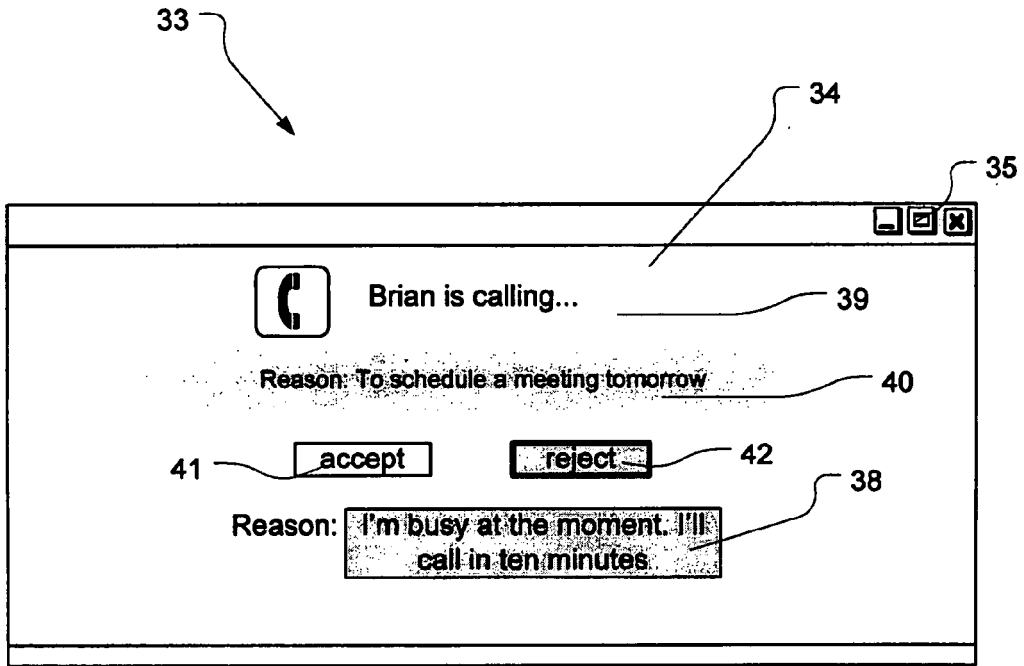 33
34
35
Brian is calling...
39
Reason: To schedule a meeting tomorrow
40
41
accept
reject
42
38
Reason: I'm busy at the moment. I'll
call in ten minutes